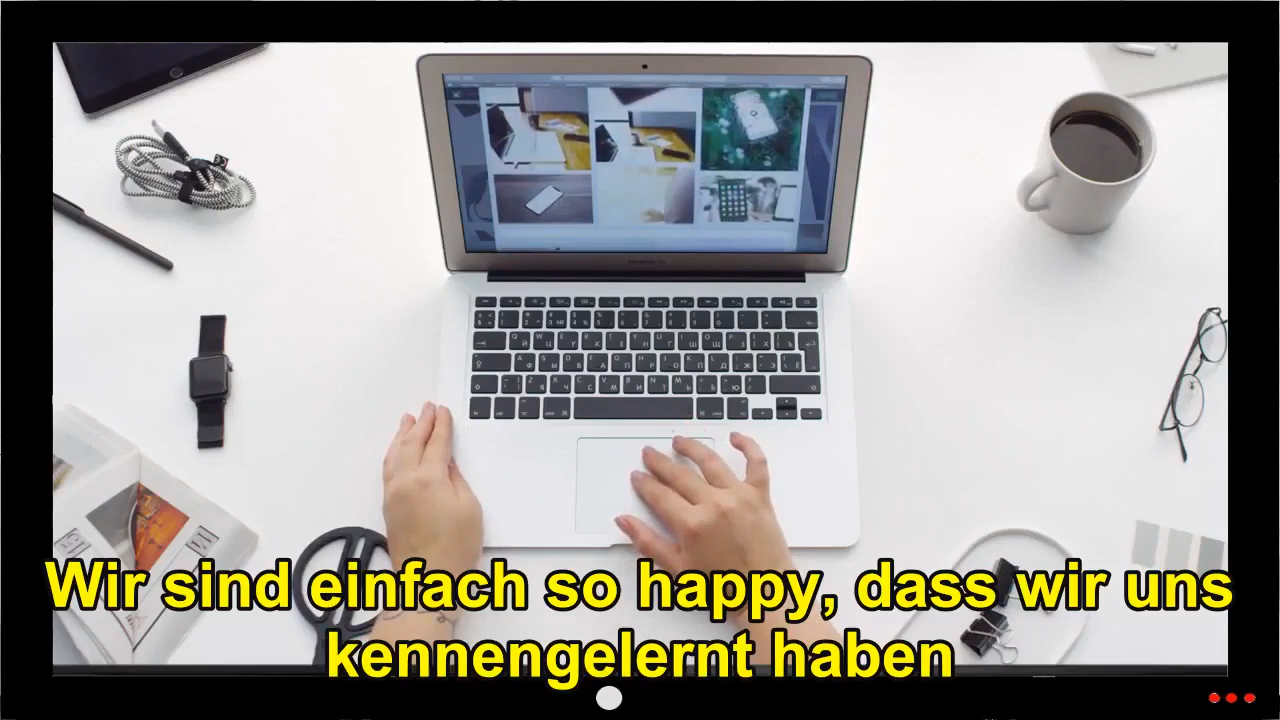 Wir sind einfach so happy, dass wir uns
kennengelernt haben